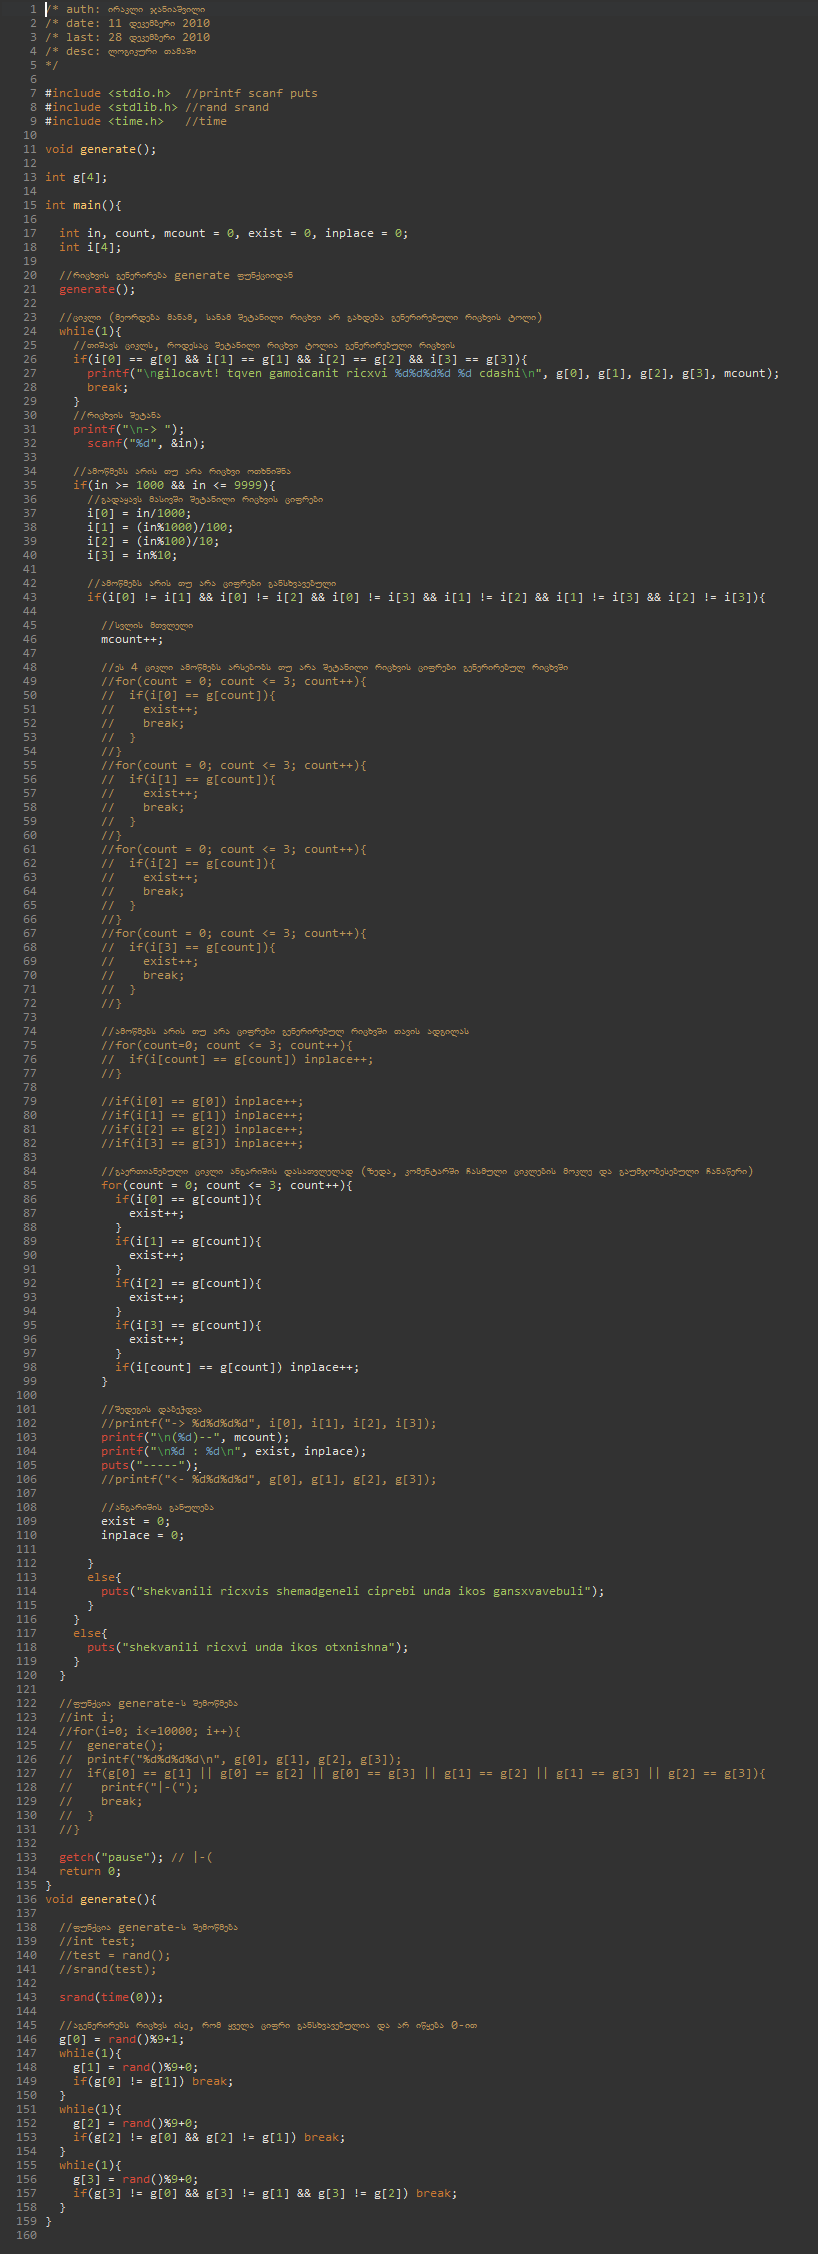 1 /* auth: ირაკლი ჯანიაშვილი
2 /* date: 11 დეკემბერი 2010
3 /* last: 28 დეკემბერი 2010
4 /* desc: ლოგიკური თამაში
5 */
6
7 #include <stdio.h>  //printf scanf puts
8 #include <stdlib.h> //rand srand
9 #include <time.h>   //time
10
11 void generate();
12
13 int g[4];
14
15 int main(){
16
17   int in, count, mcount = 0, exist = 0, inplace = 0;
18   int i[4];
19
20   //რიცხვის გენერირება generate ფუნქციიდან
21   generate();
22
23   //ციკლი (მეორდება მანამ, სანამ შეტანილი რიცხვი არ გახდება გენერირებული რიცხვის ტოლი)
24   while(1){
25     //თიშავს ციკლს, როდესაც შეტანილი რიცხვი ტოლია გენერირებული რიცხვის
26     if(i[0] == g[0] && i[1] == g[1] && i[2] == g[2] && i[3] == g[3]){
27       printf("\ngilocavt! tqven gamoicanit ricxvi %d%d%d%d %d cdashi\n", g[0], g[1], g[2], g[3], mcount);
28       break;
29     }
30     //რიცხვის შეტანა
31     printf("\n-> ");
32       scanf("%d", &in);
33
34     //ამოწმებს არის თუ არა რიცხვი ოთხნიშნა
35     if(in >= 1000 && in <= 9999){
36       //გადაყავს მასივში შეტანილი რიცხვის ციფრები
37       i[0] = in/1000;
38       i[1] = (in%1000)/100;
39       i[2] = (in%100)/10;
40       i[3] = in%10;
41
42       //ამოწმებს არის თუ არა ციფრები განსხვავებული
43       if(i[0] != i[1] && i[0] != i[2] && i[0] != i[3] && i[1] != i[2] && i[1] != i[3] && i[2] != i[3]){
44
45         //სვლის მთვლელი
46         mcount++;
47
48         //ეს 4 ციკლი ამოწმებს არსებობს თუ არა შეტანილი რიცხვის ციფრები გენერირებულ რიცხვში
49         //for(count = 0; count <= 3; count++){
50         //  if(i[0] == g[count]){
51         //    exist++;
52         //    break;
53         //  }
54         //}
55         //for(count = 0; count <= 3; count++){
56         //  if(i[1] == g[count]){
57         //    exist++;
58         //    break;
59         //  }
60         //}
61         //for(count = 0; count <= 3; count++){
62         //  if(i[2] == g[count]){
63         //    exist++;
64         //    break;
65         //  }
66         //}
67         //for(count = 0; count <= 3; count++){
68         //  if(i[3] == g[count]){
69         //    exist++;
70         //    break;
71         //  }
72         //}
73
74         //ამოწმებს არის თუ არა ციფრები გენერირებულ რიცხვში თავის ადგილას
75         //for(count=0; count <= 3; count++){
76         //  if(i[count] == g[count]) inplace++;
77         //}
78
79         //if(i[0] == g[0]) inplace++;
80         //if(i[1] == g[1]) inplace++;
81         //if(i[2] == g[2]) inplace++;
82         //if(i[3] == g[3]) inplace++;
83
84         //გაერთიანებული ციკლი ანგარიშის დასათვლელად (ზედა, კომენტარში ჩასმული ციკლების მოკლე და გაუმჯობესებული ჩანაწერი)
85         for(count = 0; count <= 3; count++){
86           if(i[0] == g[count]){
87             exist++;
88           }
89           if(i[1] == g[count]){
90             exist++;
91           }
92           if(i[2] == g[count]){
93             exist++;
94           }
95           if(i[3] == g[count]){
96             exist++;
97           }
98           if(i[count] == g[count]) inplace++;
99         }
100
101         //შედეგის დაბეჭდვა
102         //printf("-> %d%d%d%d", i[0], i[1], i[2], i[3]);
103         printf("\n(%d)--", mcount);
104         printf("\n%d : %d\n", exist, inplace);
105         puts("-----");
106         //printf("<- %d%d%d%d", g[0], g[1], g[2], g[3]);
107
108         //ანგარიშის განულება
109         exist = 0;
110         inplace = 0;
111
112       }
113       else{
114         puts("shekvanili ricxvis shemadgeneli ciprebi unda ikos gansxvavebuli");
115       }
116     }
117     else{
118       puts("shekvanili ricxvi unda ikos otxnishna");
119     }
120   }
121
122   //ფუნქცია generate-ს შემოწმება
123   //int i;
124   //for(i=0; i<=10000; i++){
125   //  generate();
126   //  printf("%d%d%d%d\n", g[0], g[1], g[2], g[3]);
127   //  if(g[0] == g[1] || g[0] == g[2] || g[0] == g[3] || g[1] == g[2] || g[1] == g[3] || g[2] == g[3]){
128   //    printf("|-(");
129   //    break;
130   //  }
131   //}
132
133   getch("pause"); // |-(
134   return 0;
135 }
136 void generate(){
137
138   //ფუნქცია generate-ს შემოწმება
139   //int test;
140   //test = rand();
141   //srand(test);
142
143   srand(time(0));
144
145   //აგენერირებს რიცხვს ისე, რომ ყველა ციფრი განსხვავებულია და არ იწყება 0-ით
146   g[0] = rand()%9+1;
147   while(1){
148     g[1] = rand()%9+0;
149     if(g[0] != g[1]) break;
150   }
151   while(1){
152     g[2] = rand()%9+0;
153     if(g[2] != g[0] && g[2] != g[1]) break;
154   }
155   while(1){
156     g[3] = rand()%9+0;
157     if(g[3] != g[0] && g[3] != g[1] && g[3] != g[2]) break;
158   }
159 }
160